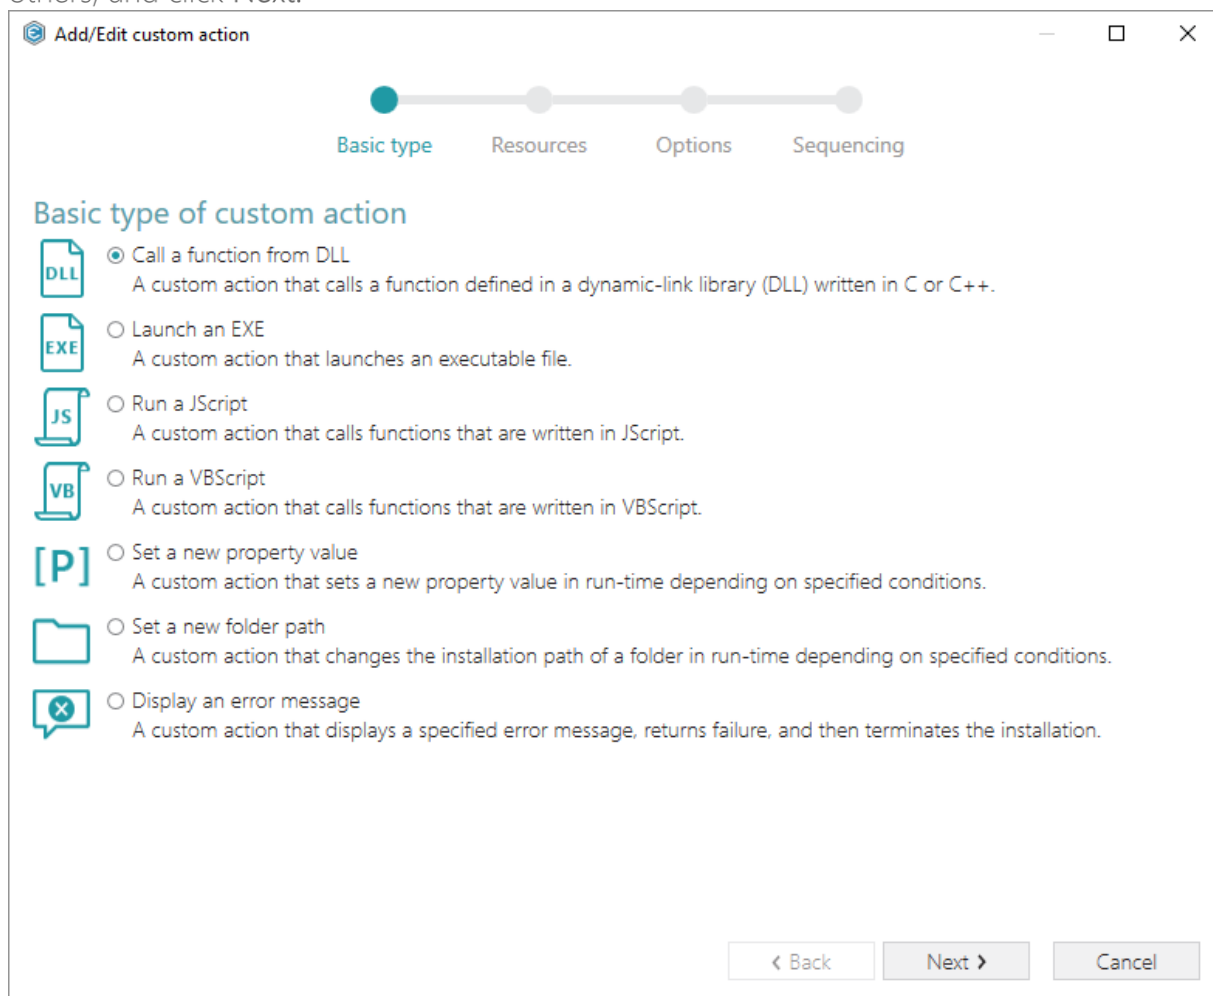 others, and click Next.
Add/Edit custom action
Basic type Resources Options Sequencing
Basic type of custom action
DLL Call a function from DLL
A custom action that calls a function defined in a dynamic-link library (DLL) written in C or C++.
EXE Launch an EXE
A custom action that launches an executable file.
JS Run a JScript
A custom action that calls functions that are written in JScript.
VB Run a VBScript
A custom action that calls functions that are written in VBScript.
[P] Set a new property value
A custom action that sets a new property value in run-time depending on specified conditions.
Set a new folder path
A custom action that changes the installation path of a folder in run-time depending on specified conditions.
Display an error message
A custom action that displays a specified error message, returns failure, and then terminates the installation.
Back Next Cancel